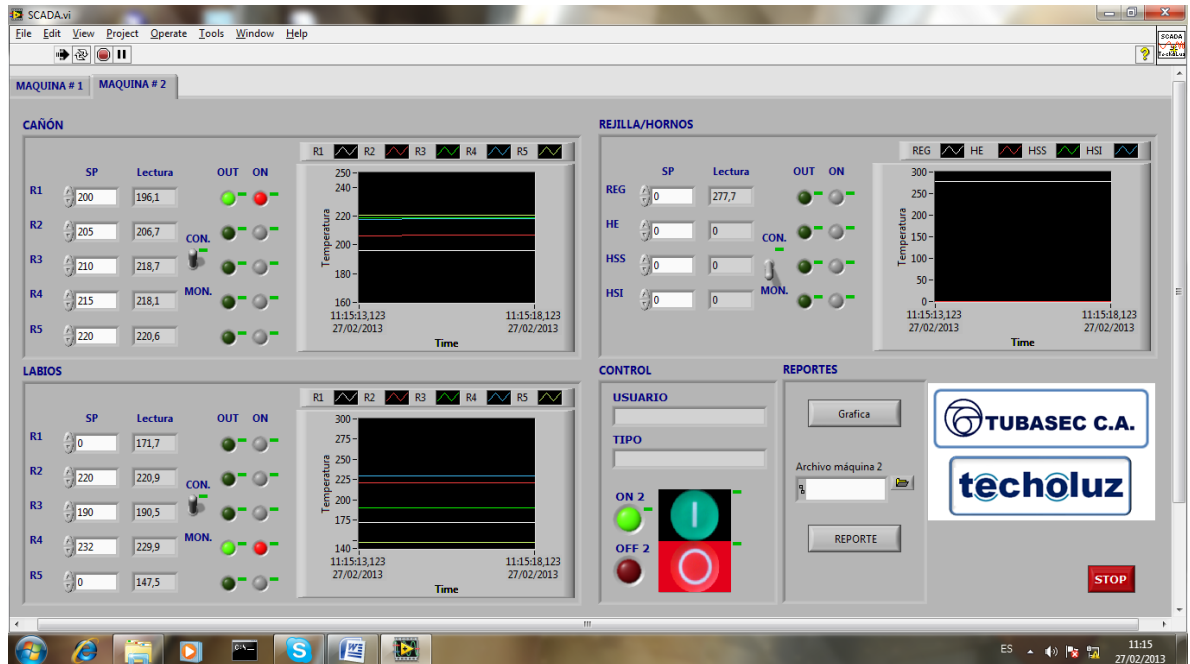 SCADA.vi
File Edit View Project Operate Tools Window Help
SCADA
TechoLuz
MAQUINA # 1 MAQUINA # 2
CAÑÓN
R1 R2 R3 R4 R5
SP Lectura OUT ON
R1 200 196,1
R2 205 206,7
CON.
R3 210 218,7
R4 215 218,1
MON.
R5 220 220,6
Temperatura
250
240
220
200
180
160
11:15:13,123
27/02/2013
11:15:18,123
27/02/2013
Time
REJILLA/HORNOS
REG HE HSS HSI
SP Lectura OUT ON
REG 0 277,7
HE 0 0
CON.
HSS 0 0
HSI 0 0
MON.
Temperatura
300
250
200
150
100
50
0
11:15:13,123
27/02/2013
11:15:18,123
27/02/2013
Time
LABIOS
R1 R2 R3 R4 R5
SP Lectura OUT ON
R1 0 171,7
R2 220 220,9
CON.
R3 190 190,5
R4 232 229,9
MON.
R5 0 147,5
Temperatura
300
275
250
225
200
175
140
11:15:13,123
27/02/2013
11:15:18,123
27/02/2013
Time
CONTROL
USUARIO
TIPO
ON 2
OFF 2
REPORTES
Grafica
Archivo máquina 2
REPORTE
TUBASEC C.A.
techoluz
STOP
ES 11:15
27/02/2013